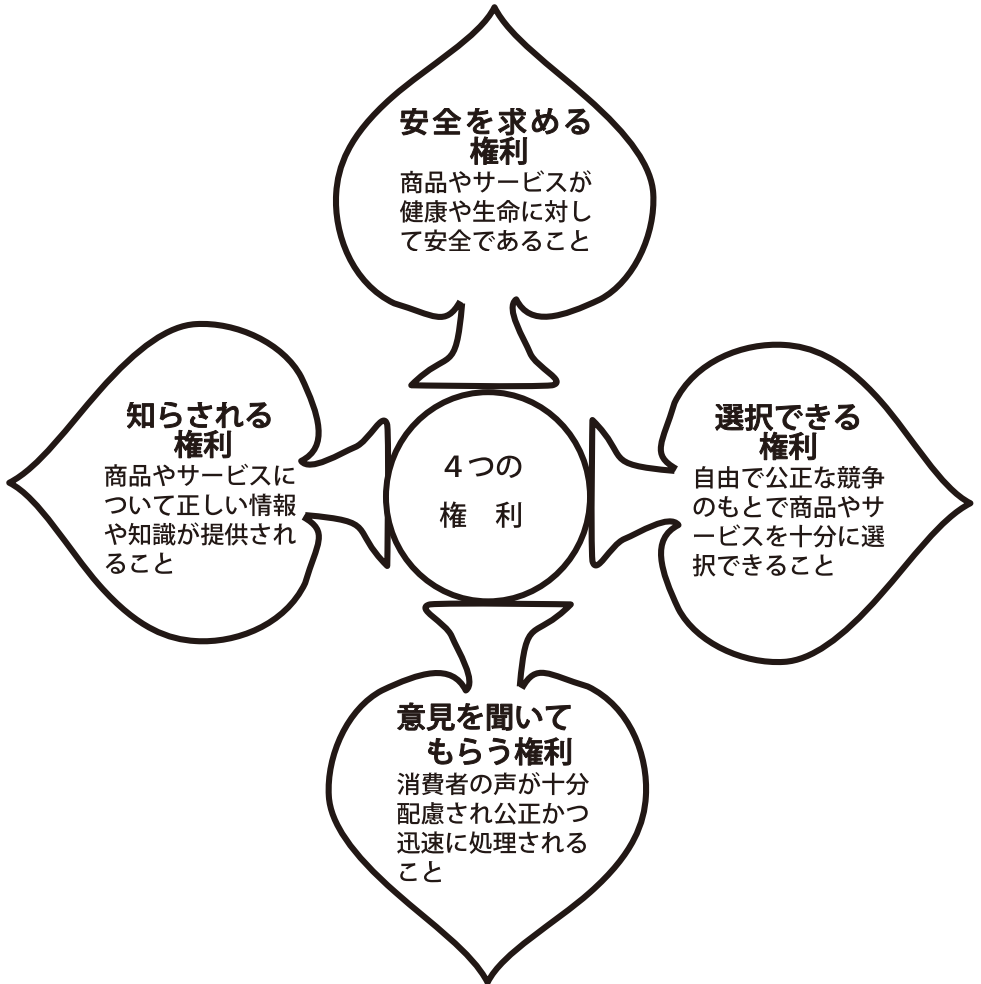 安全を求める
権利
商品やサービスが
健康や生命に対し
て安全であること
知らされる
権利
商品やサービスに
ついて正しい情報
や知識が提供され
ること
４つの
権　利
選択できる
権利
自由で公正な競争
のもとで商品やサ
ービスを十分に選
択できること
意見を聞いて
もらう権利
消費者の声が十分
配慮され公正かつ
迅速に処理される
こと